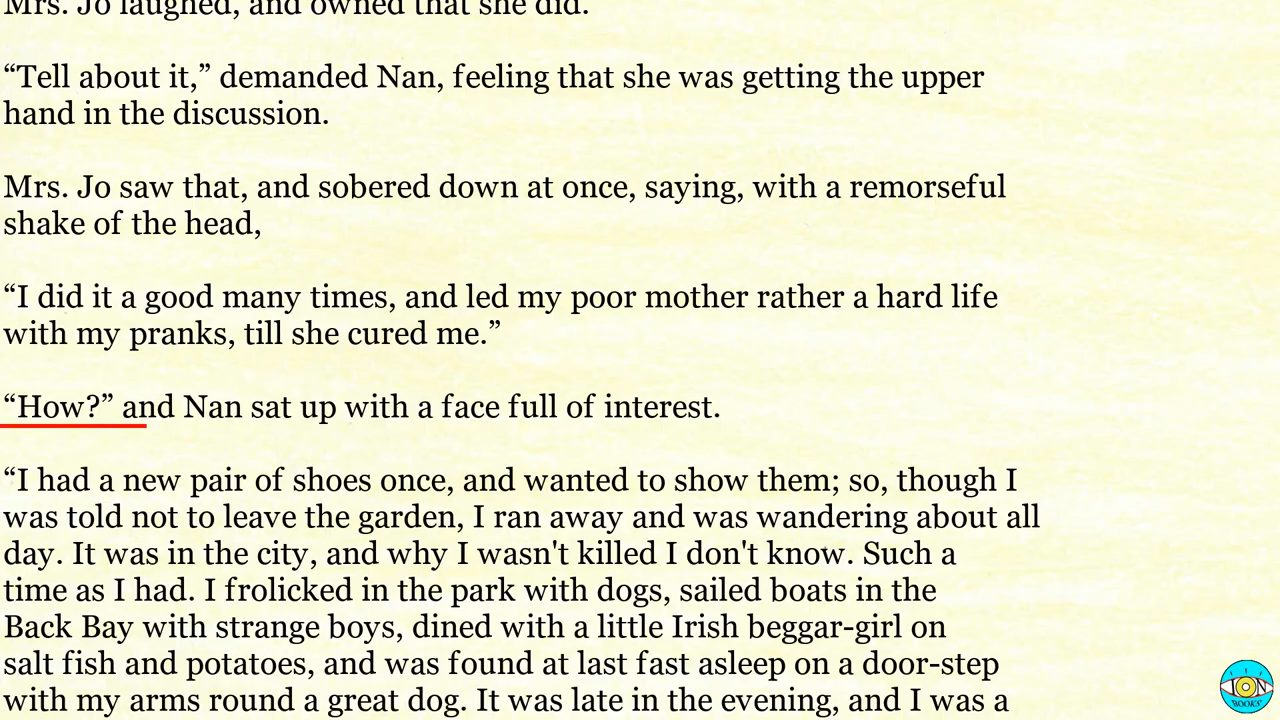 Mrs. Jo laughed, and owned that she did.
“Tell about it,” demanded Nan, feeling that she was getting the upper
hand in the discussion.
Mrs. Jo saw that, and sobered down at once, saying, with a remorseful
shake of the head,
“I did it a good many times, and led my poor mother rather a hard life
with my pranks, till she cured me.”
“How?” and Nan sat up with a face full of interest.
“I had a new pair of shoes once, and wanted to show them; so, though I
was told not to leave the garden, I ran away and was wandering about all
day. It was in the city, and why I wasn't killed I don't know. Such a
time as I had. I frolicked in the park with dogs, sailed boats in the
Back Bay with strange boys, dined with a little Irish beggar-girl on
salt fish and potatoes, and was found at last fast asleep on a door-step
with my arms round a great dog. It was late in the evening, and I was a
ION
BOOKS